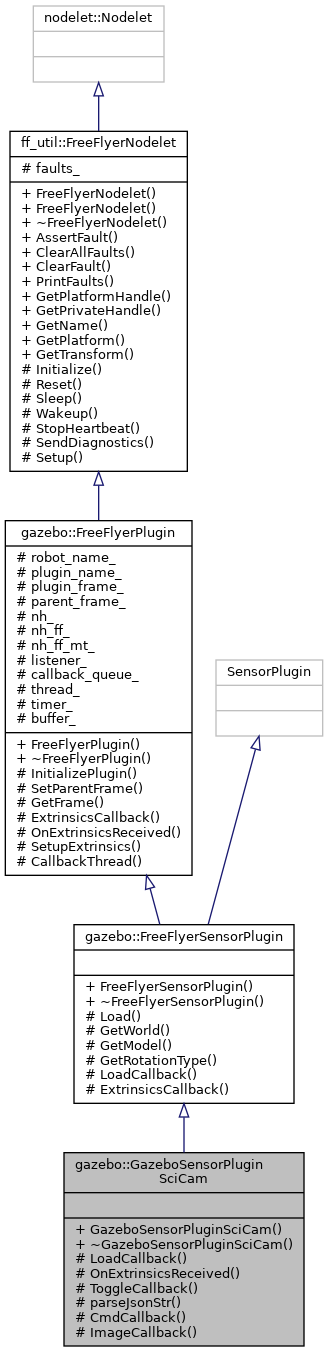 nodelet::Nodelet
ff_util::FreeFlyerNodelet
# faults_
+ FreeFlyerNodelet()
+ FreeFlyerNodelet()
+ ~FreeFlyerNodelet()
+ AssertFault()
+ ClearAllFaults()
+ ClearFault()
+ PrintFaults()
+ GetPlatformHandle()
+ GetPrivateHandle()
+ GetName()
+ GetPlatform()
+ GetTransform()
# Initialize()
# Reset()
# Sleep()
# Wakeup()
# StopHeartbeat()
# SendDiagnostics()
# Setup()
gazebo::FreeFlyerPlugin
# robot_name_
# plugin_name_
# plugin_frame_
# parent_frame_
# nh_
# nh_ff_
# nh_ff_mt_
# listener_
# callback_queue_
# thread_
# timer_
# buffer_
+ FreeFlyerPlugin()
+ ~FreeFlyerPlugin()
# InitializePlugin()
# SetParentFrame()
# GetFrame()
# ExtrinsicsCallback()
# OnExtrinsicsReceived()
# SetupExtrinsics()
# CallbackThread()
SensorPlugin
gazebo::FreeFlyerSensorPlugin
+ FreeFlyerSensorPlugin()
+ ~FreeFlyerSensorPlugin()
# Load()
# GetWorld()
# GetModel()
# GetRotationType()
# LoadCallback()
# ExtrinsicsCallback()
gazebo::GazeboSensorPlugin
SciCam
+ GazeboSensorPluginSciCam()
+ ~GazeboSensorPluginSciCam()
# LoadCallback()
# OnExtrinsicsReceived()
# ToggleCallback()
# parseJsonStr()
# CmdCallback()
# ImageCallback()